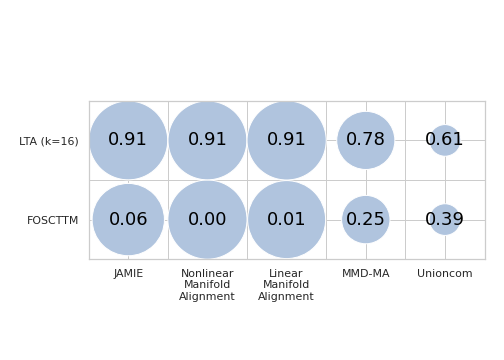 LTA (k=16) 0.91 0.91 0.91 0.78 0.61
FOSCTTM 0.06 0.00 0.01 0.25 0.39
JAMIE
Nonlinear
Manifold
Alignment
Linear
Manifold
Alignment
MMD-MA
Unioncom